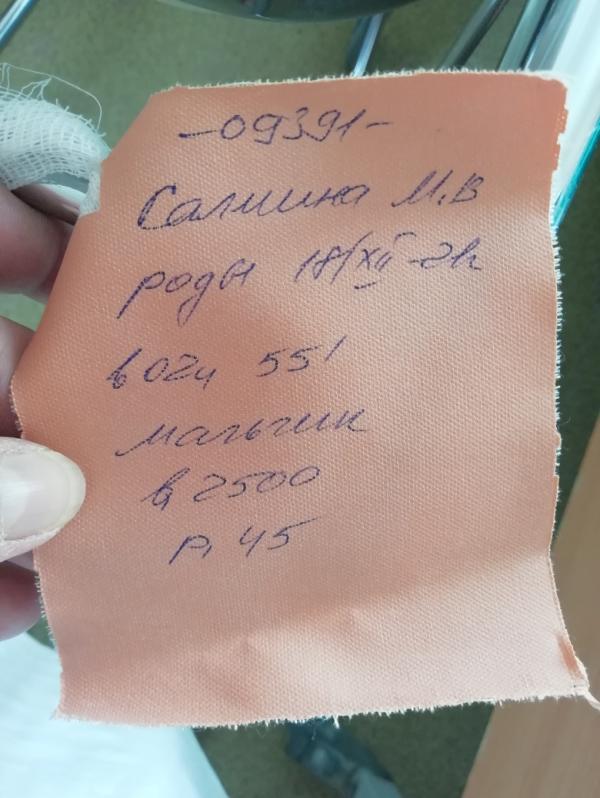 -09391-
Салмина М.В
роды 18/XII-21г
в 02ч 55'
мальчик
в, 2500
р, 45